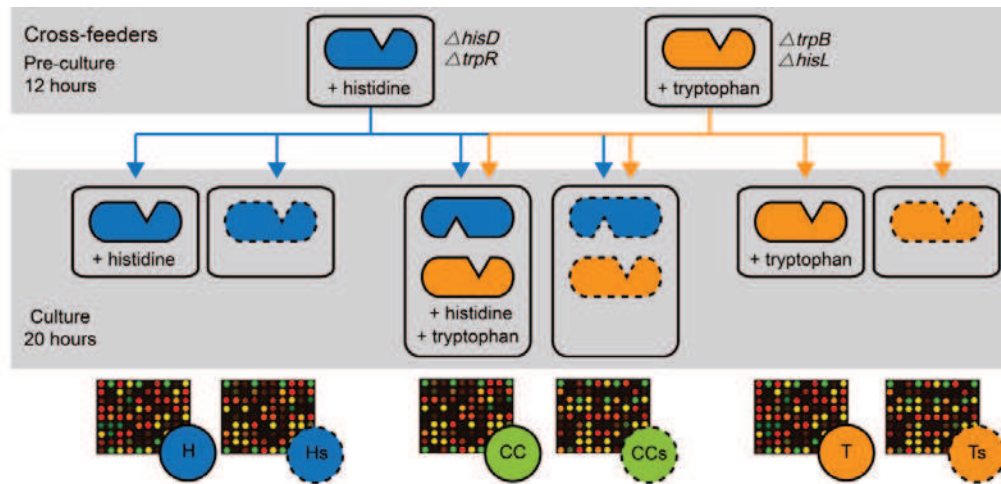 Cross-feeders
Pre-culture
12 hours
△hisD
△trpR
+ histidine
△trpB
△hisL
+ tryptophan
+ histidine
+ histidine
+ tryptophan
+ tryptophan
Culture
20 hours
H
Hs
CC
CCs
T
Ts